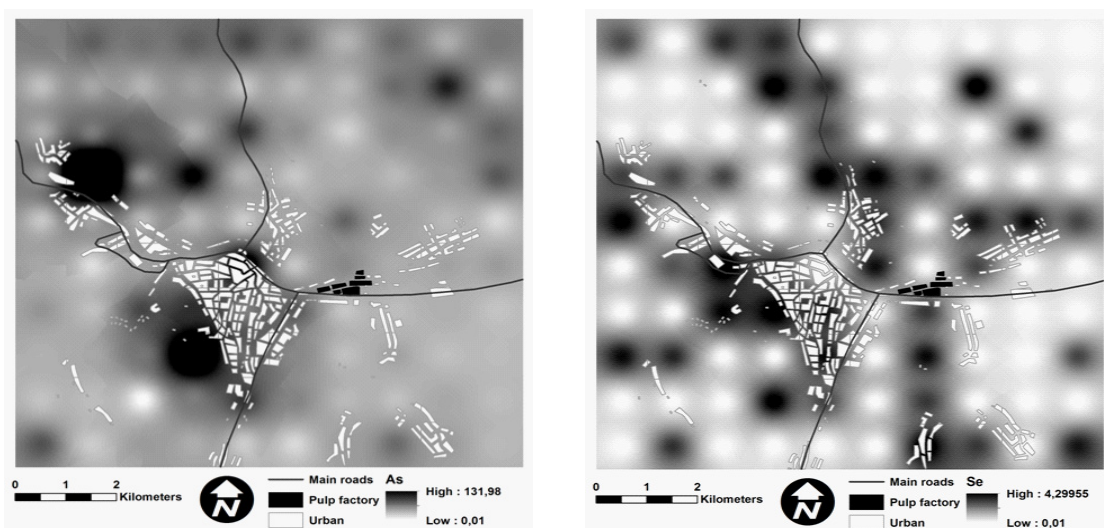 0 1 2 Kilometers
N
Main roads
Pulp factory
Urban
As
High : 131,98
Low : 0,01
0 1 2 Kilometers
N
Main roads
Pulp factory
Urban
Se
High : 4,29955
Low : 0,01